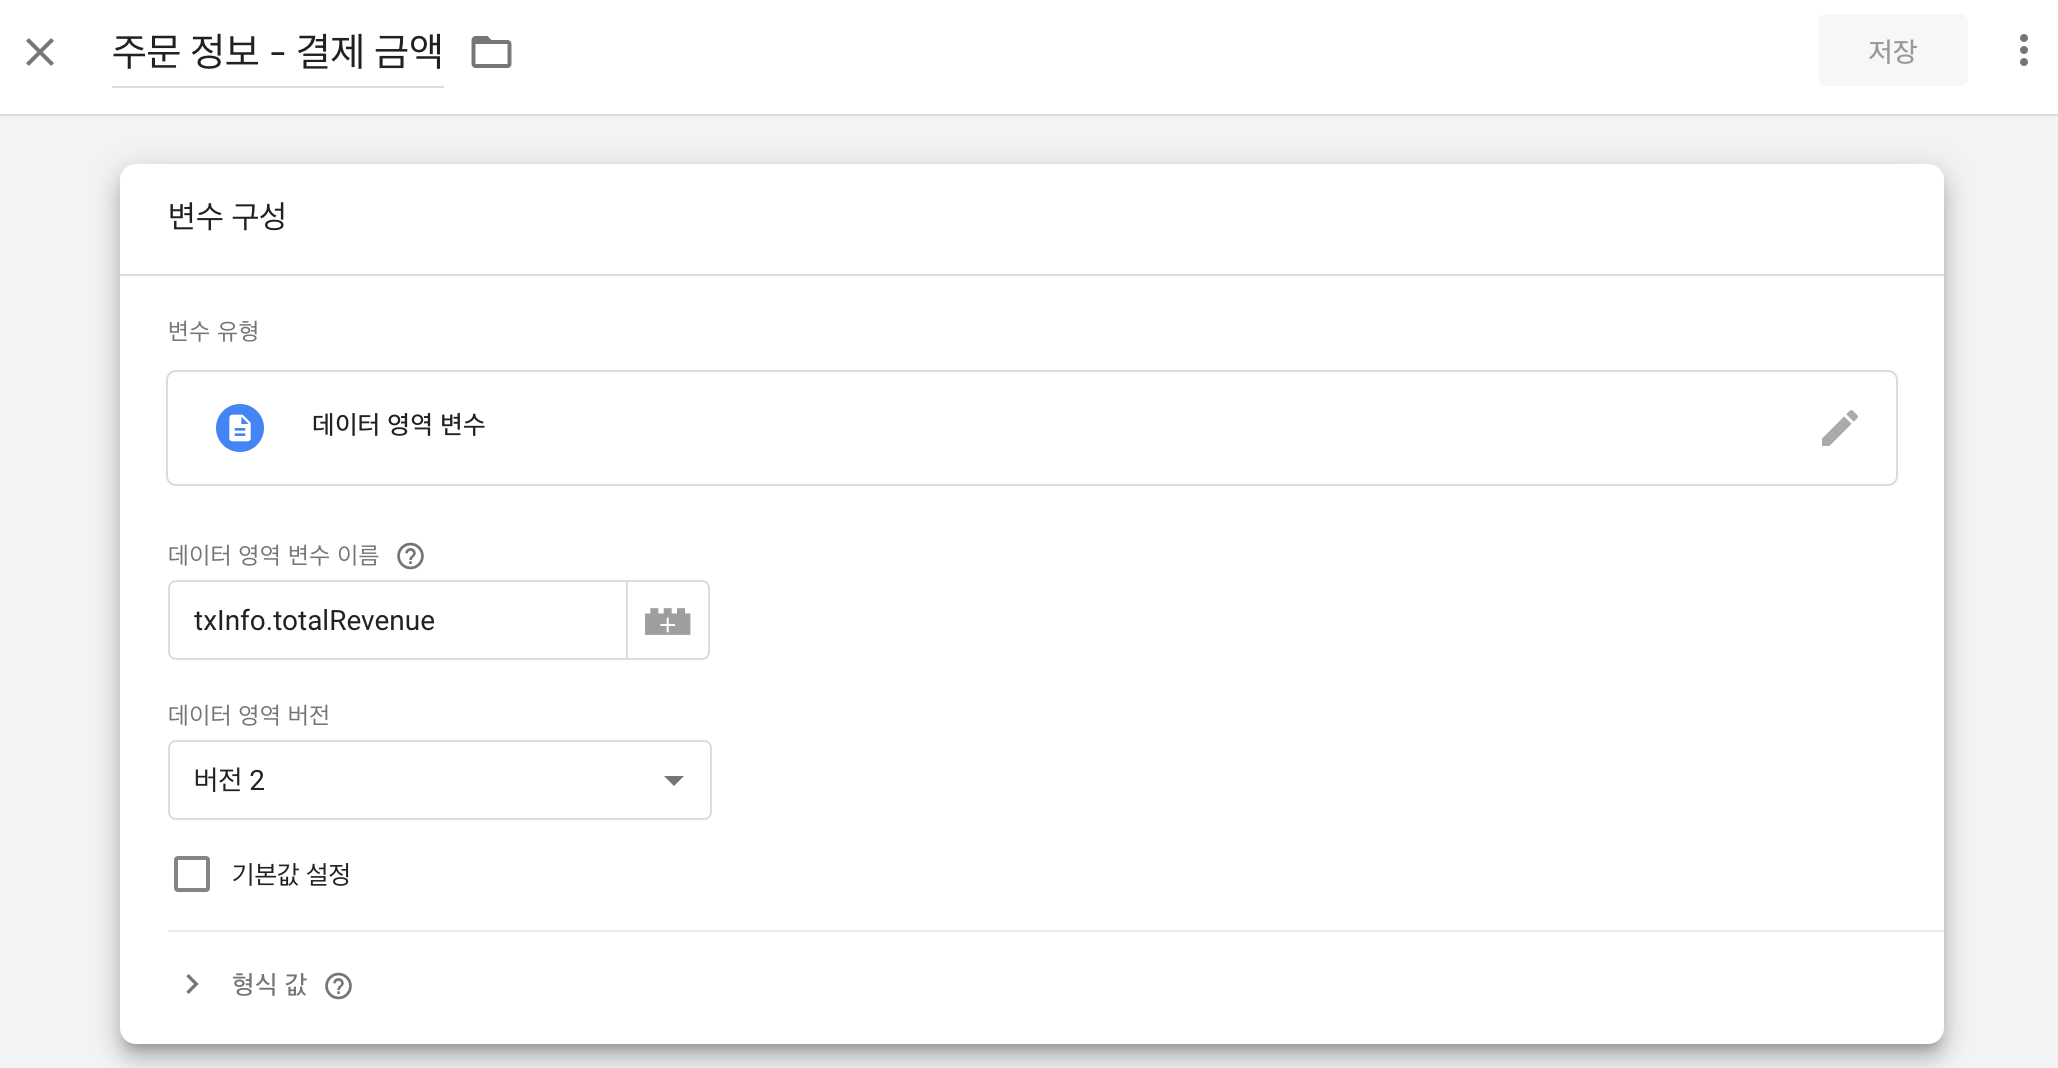 주문 정보 - 결제 금액
저장
변수 구성
변수 유형
데이터 영역 변수
데이터 영역 변수 이름
txInfo.totalRevenue
데이터 영역 버전
버전 2
기본값 설정
형식 값